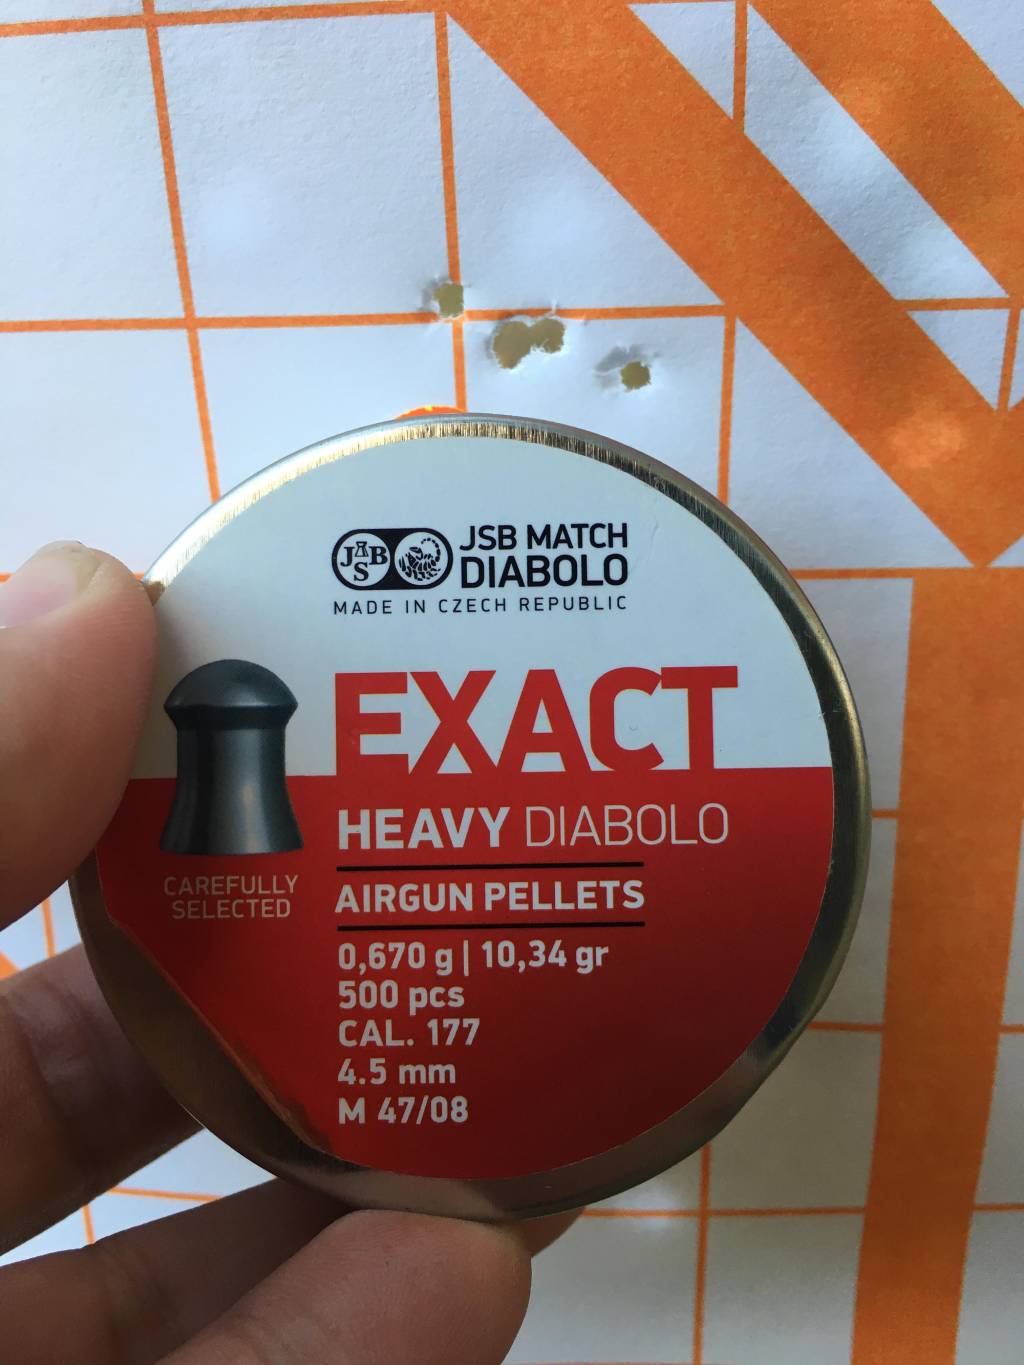 JSB
JSB MATCH
DIABOLO
MADE IN CZECH REPUBLIC
EXACT
HEAVY DIABOLO
CAREFULLY
SELECTED
AIRGUN PELLETS
0,670 g | 10,34 gr
500 pcs
CAL. 177
4.5 mm
M 47/08